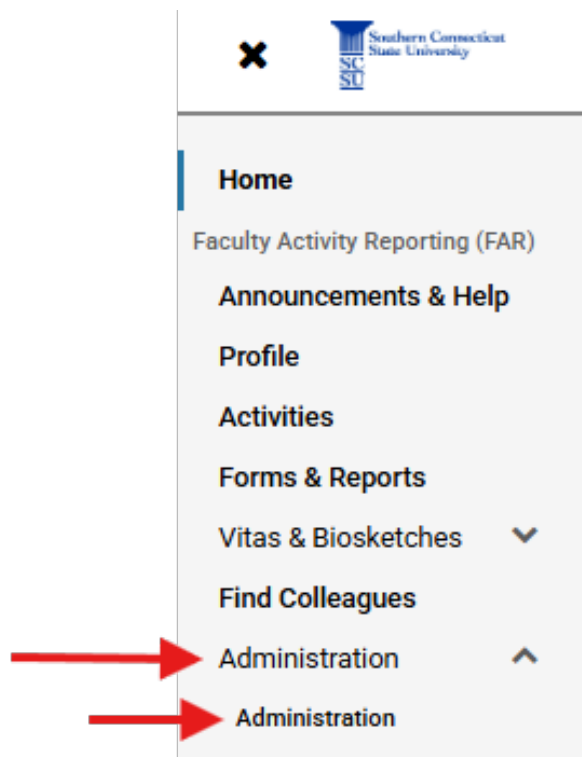 Southern Connecticut
State University
SC
SU
Home
Faculty Activity Reporting (FAR)
Announcements & Help
Profile
Activities
Forms & Reports
Vitas & Biosketches
Find Colleagues
Administration
Administration